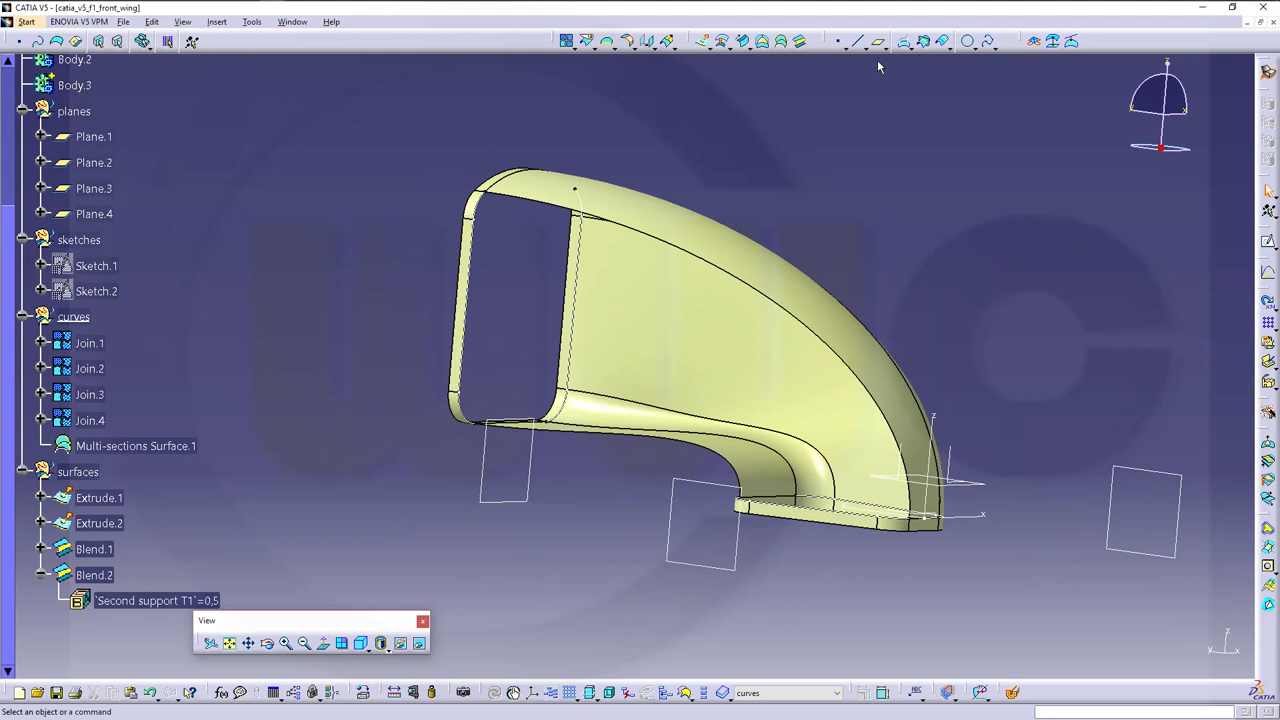 CATIA V5 - [catia_v5_f1_front_wing]
Start ENOVIA V5 VPM File Edit View Insert Tools Window Help
Body.2
Body.3
planes
Plane.1
Plane.2
Plane.3
Plane.4
sketches
Sketch.1
Sketch.2
curves
Join.1
Join.2
Join.3
Join.4
Multi-sections Surface.1
surfaces
Extrude.1
Extrude.2
Blend.1
Blend.2
`Second support T1`=0,5
View
z
z
x
z
y x
f(x)
curves
ABC
CATIA
Select an object or a command